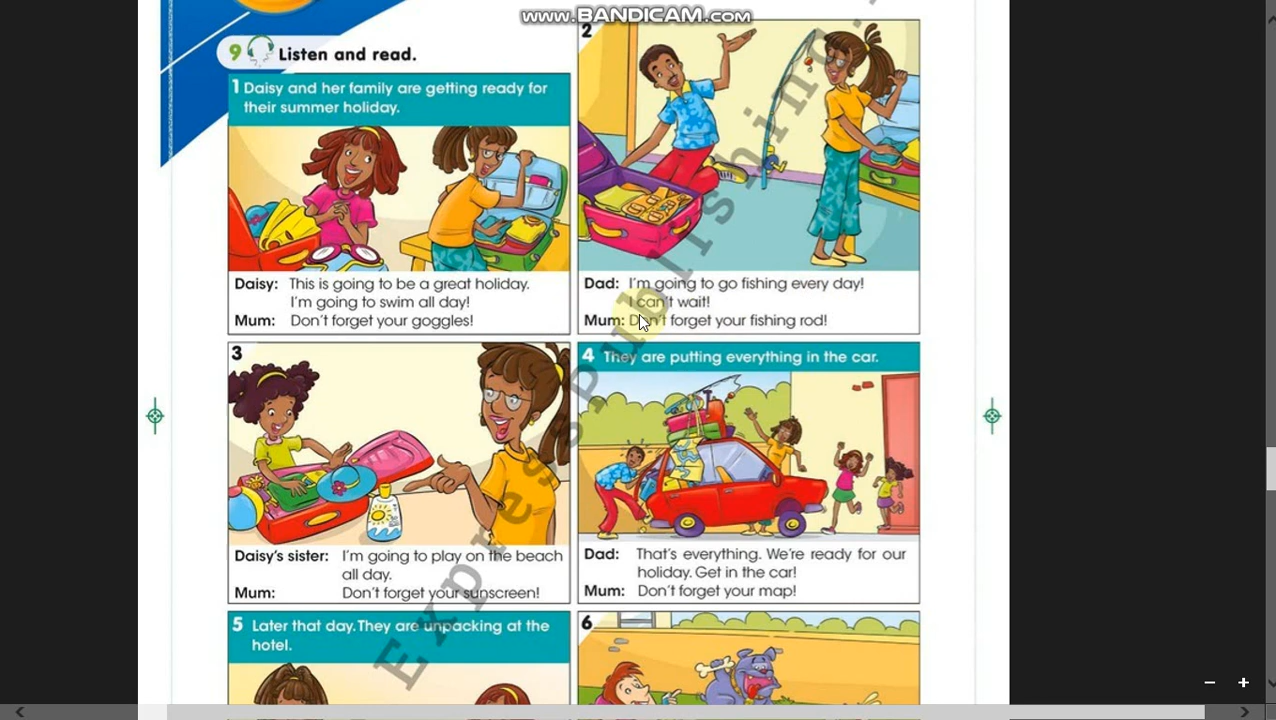 www.BANDICAM.com
9 Listen and read.
1 Daisy and her family are getting ready for
their summer holiday.
Daisy: This is going to be a great holiday.
I'm going to swim all day!
Mum: Don't forget your goggles!
2
Dad: I'm going to go fishing every day!
I can't wait!
Mum: Don't forget your fishing rod!
3
Daisy's sister: I'm going to play on the beach
all day.
Mum: Don't forget your sunscreen!
4 They are putting everything in the car.
Dad: That's everything. We're ready for our
holiday. Get in the car!
Mum: Don't forget your map!
5 Later that day. They are unpacking at the
hotel.
6
Express Publishing